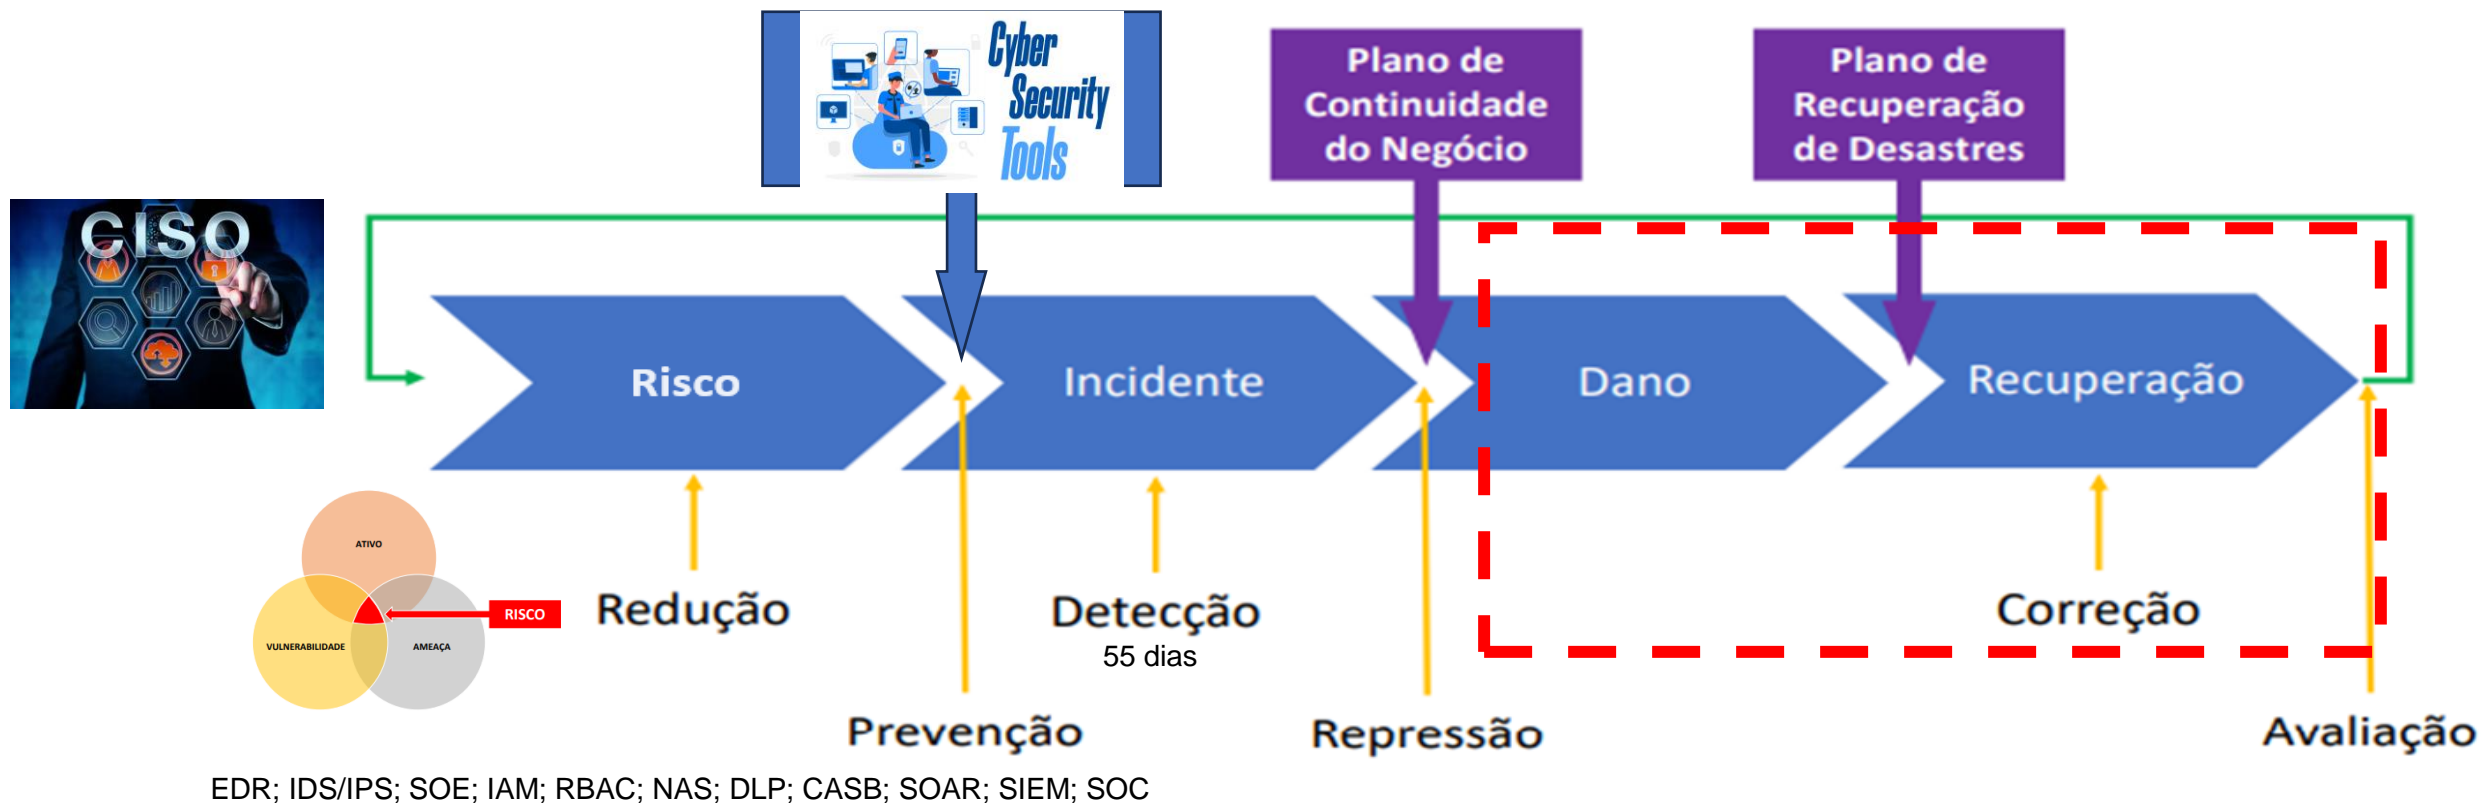 Cyber
Security
Tools
Plano de
Continuidade
do Negócio
Plano de
Recuperação
de Desastres
CISO
Risco
Incidente
Dano
Recuperação
ATIVO
VULNERABILIDADE
AMEAÇA
RISCO
Redução
Detecção
55 dias
Correção
Prevenção
Repressão
Avaliação
EDR; IDS/IPS; SOE; IAM; RBAC; NAS; DLP; CASB; SOAR; SIEM; SOC